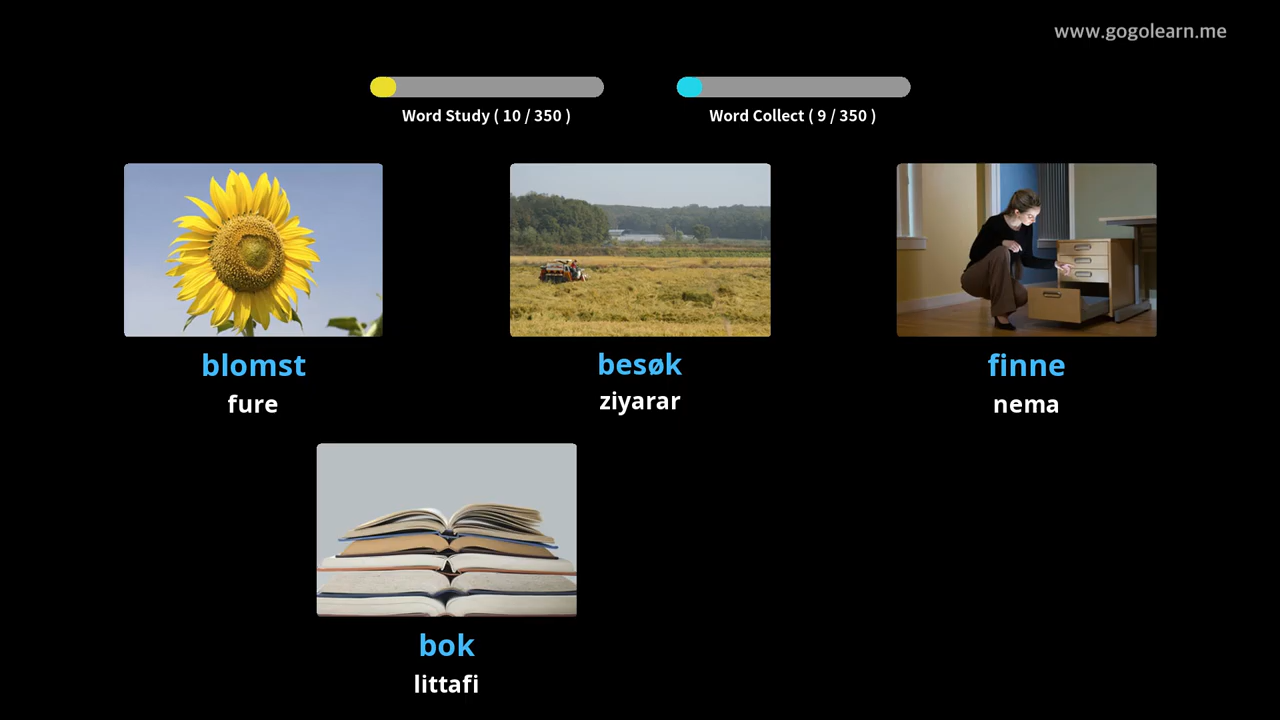 www.gogolearn.me
Word Study ( 10 / 350 )
Word Collect ( 9 / 350 )
blomst
fure
besøk
ziyarar
finne
nema
bok
littafi